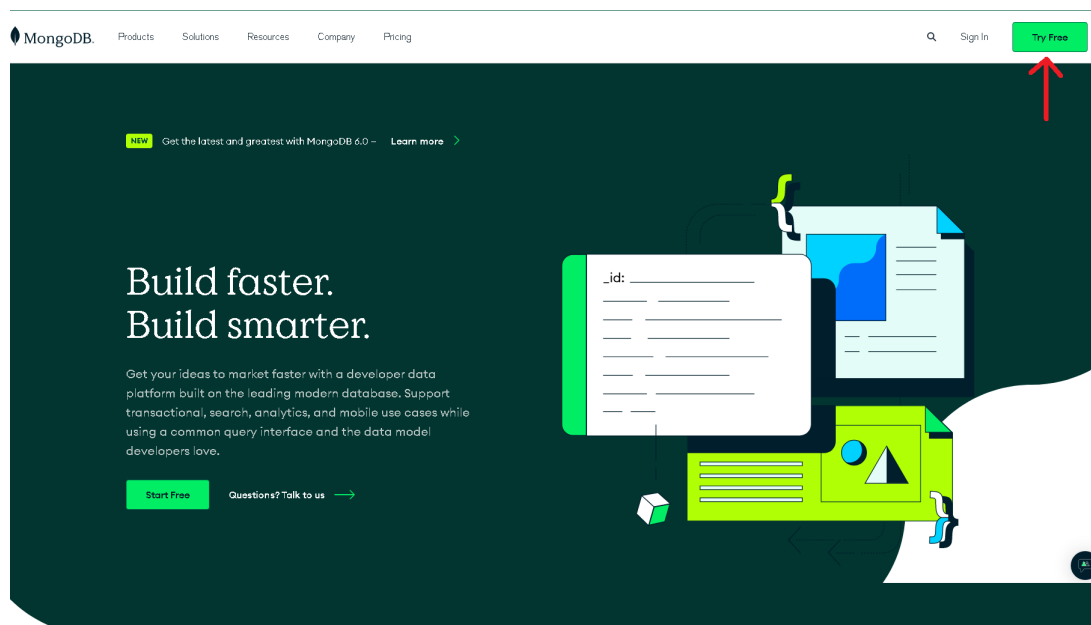 MongoDB.
Products Solutions Resources Company Pricing
Sign In
Try Free
NEW Get the latest and greatest with MongoDB 6.0 – Learn more
Build faster.
Build smarter.
Get your ideas to market faster with a developer data
platform built on the leading modern database. Support
transactional, search, analytics, and mobile use cases while
using a common query interface and the data model
developers love.
Start Free Questions? Talk to us
_id: